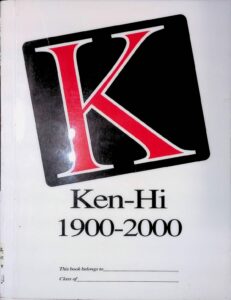 K
Ken-Hi
1900-2000
This book belongs to
Class of